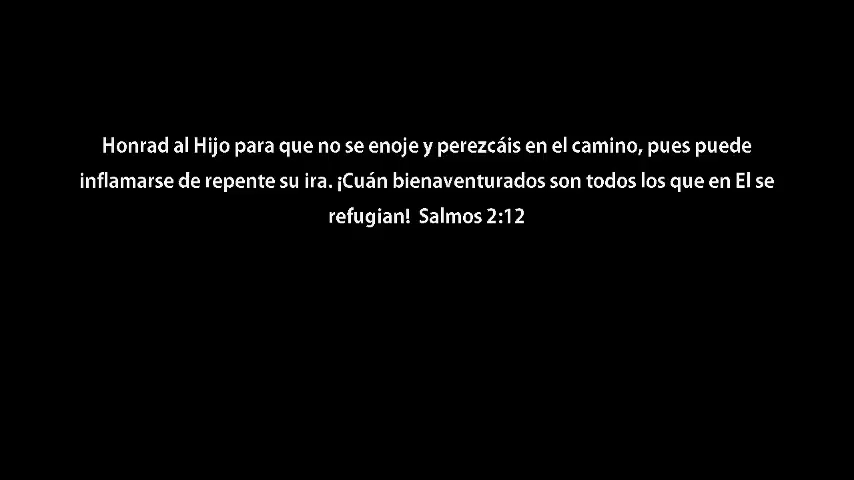 Honrad al Hijo para que no se enoje y perezcáis en el camino, pues puede
inflamarse de repente su ira. ¡Cuán bienaventurados son todos los que en El se
refugian!  Salmos 2:12